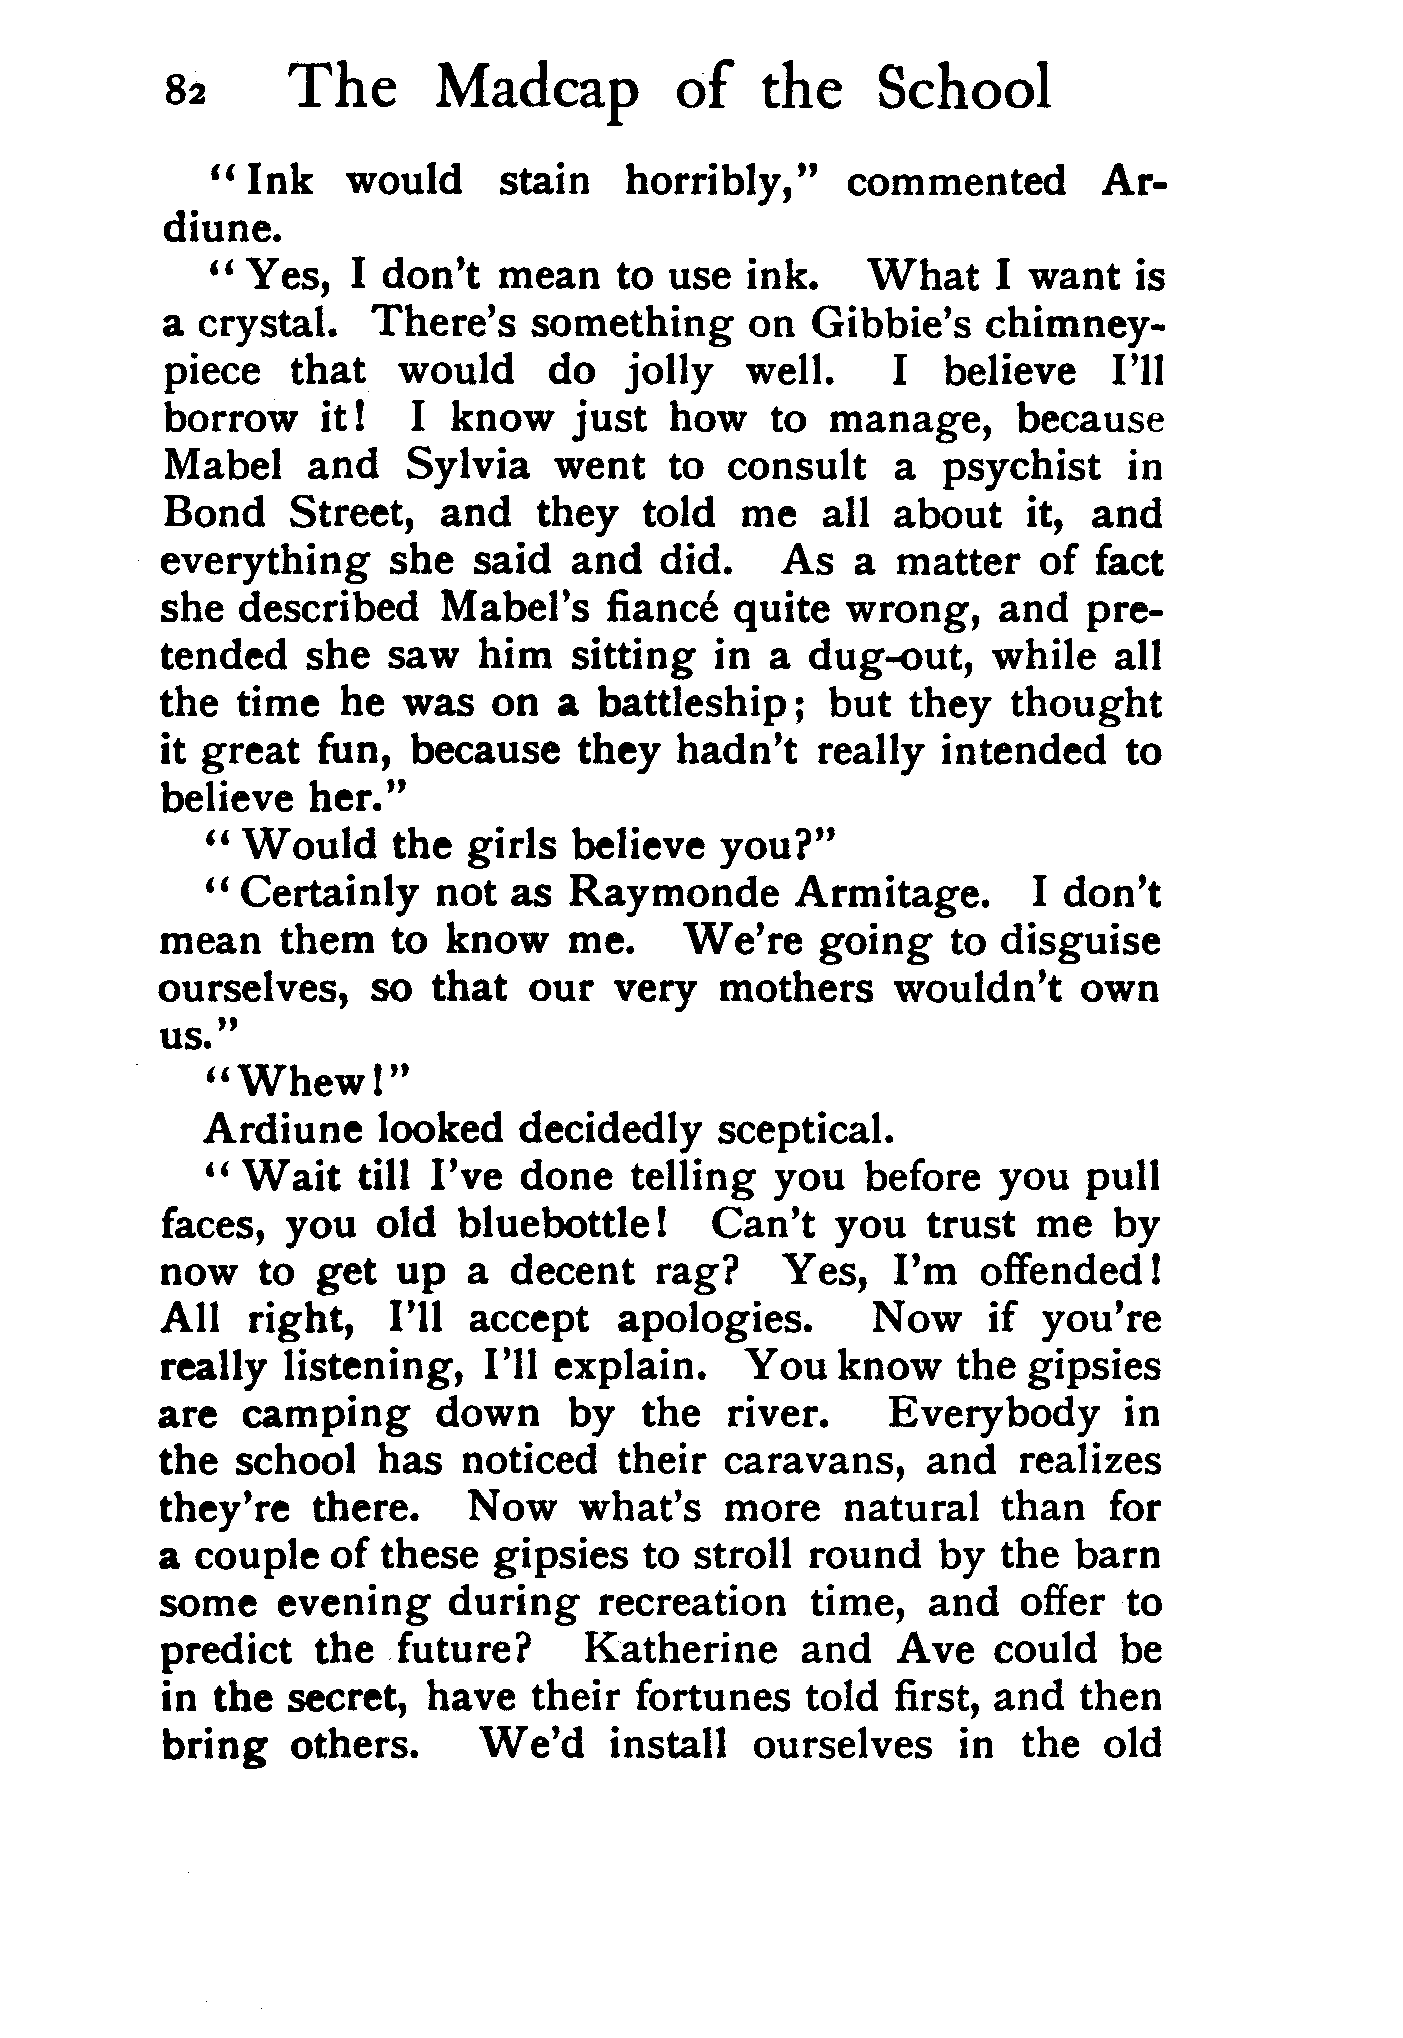 82 The Madcap of the School
"Ink would stain horribly," commented Ar-
diune.
"Yes, I don't mean to use ink. What I want is
a crystal. There's something on Gibbie's chimney-
piece that would do jolly well. I believe I'll
borrow it! I know just how to manage, because
Mabel and Sylvia went to consult a psychist in
Bond Street, and they told me all about it, and
everything she said and did. As a matter of fact
she described Mabel's fiancé quite wrong, and pre-
tended she saw him sitting in a dug-out, while all
the time he was on a battleship; but they thought
it great fun, because they hadn't really intended to
believe her."
"Would the girls believe you?"
"Certainly not as Raymonde Armitage. I don't
mean them to know me. We're going to disguise
ourselves, so that our very mothers wouldn't own
us."
"Whew!"
Ardiune looked decidedly sceptical.
"Wait till I've done telling you before you pull
faces, you old bluebottle! Can't you trust me by
now to get up a decent rag? Yes, I'm offended!
All right, I'll accept apologies. Now if you're
really listening, I'll explain. You know the gipsies
are camping down by the river. Everybody in
the school has noticed their caravans, and realizes
they're there. Now what's more natural than for
a couple of these gipsies to stroll round by the barn
some evening during recreation time, and offer to
predict the future? Katherine and Ave could be
in the secret, have their fortunes told first, and then
bring others. We'd install ourselves in the old